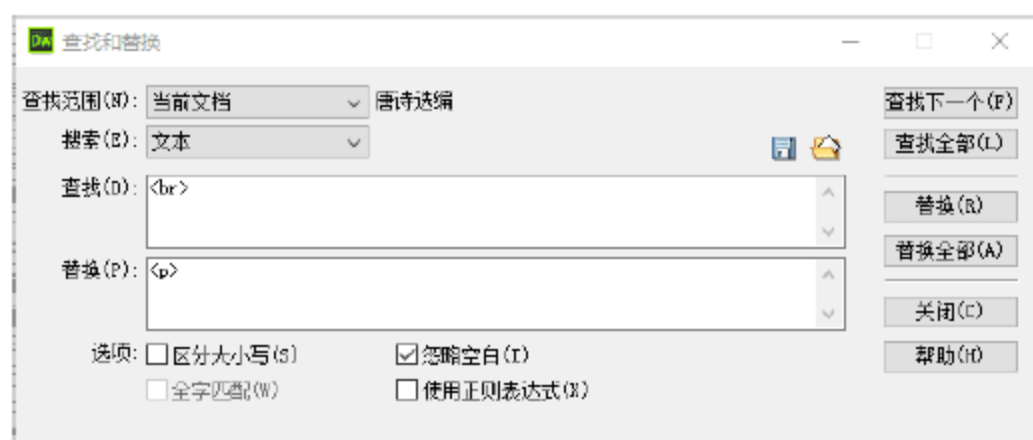 Dw 查找和替换
查找范围(N): 当前文档 唐诗选编 查找下一个(F)
搜索(E): 文本 查找全部(L)
查找(D): <br>
替换(R)
替换全部(A)
替换(P): <p>
关闭(C)
选项: 区分大小写(S) 忽略空白(I) 帮助(H)
全字匹配(W) 使用正则表达式(X)